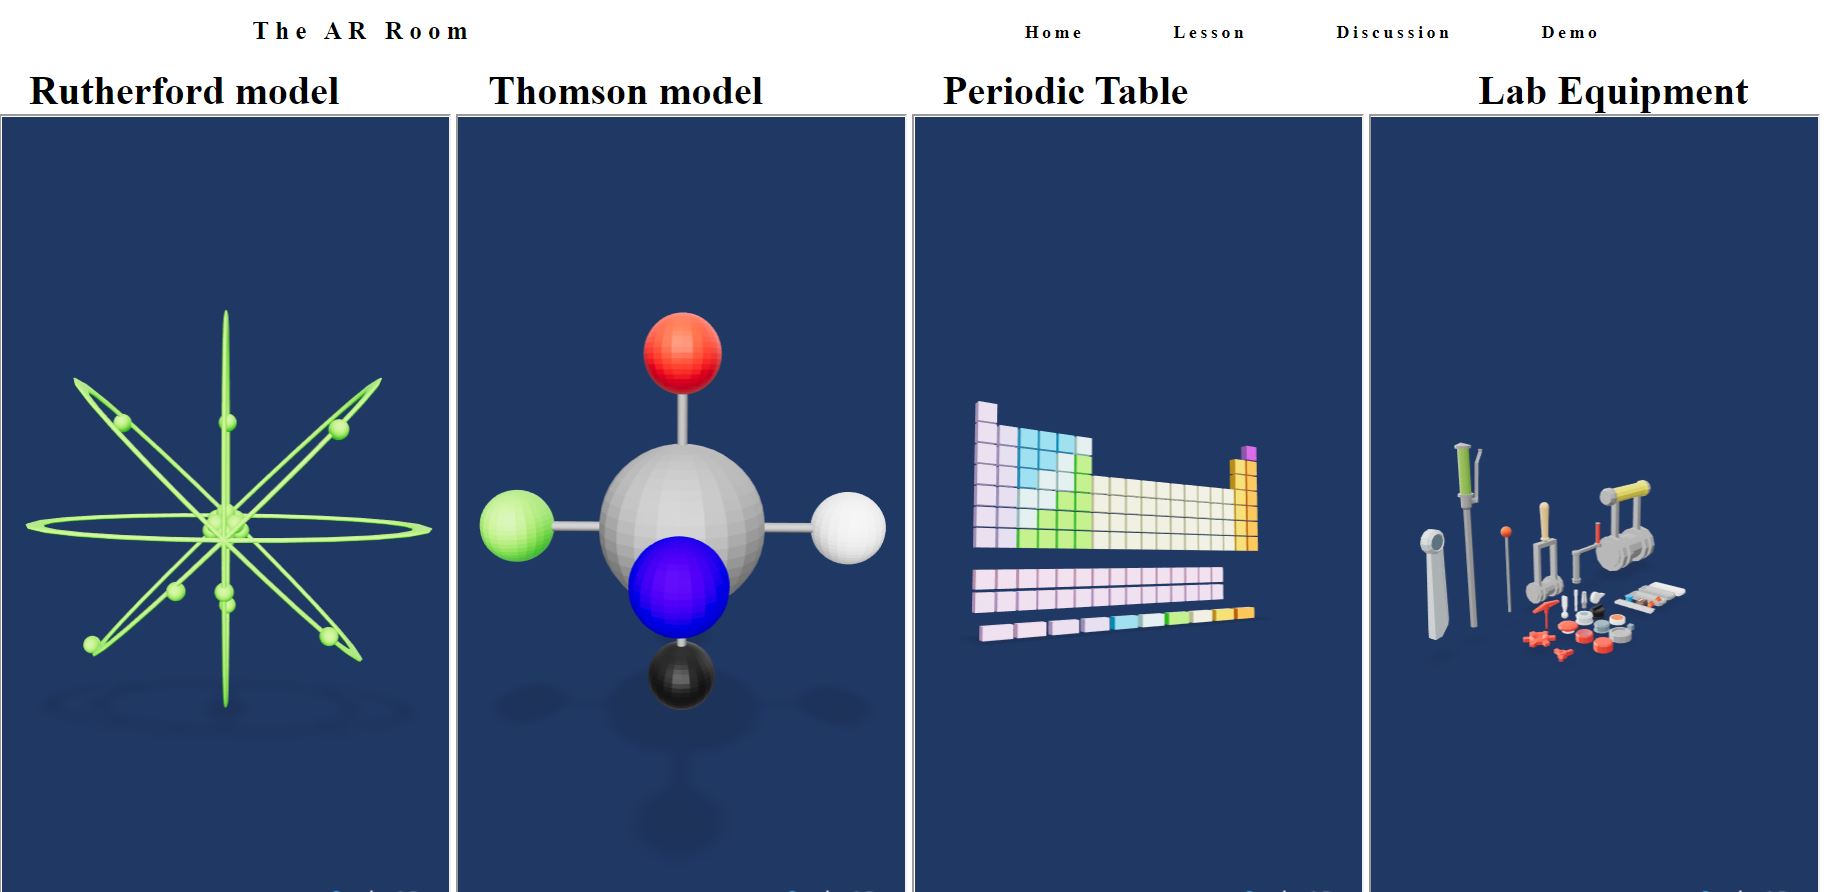 The AR Room
Home Lesson Discussion Demo
Rutherford model
Thomson model
Periodic Table
Lab Equipment